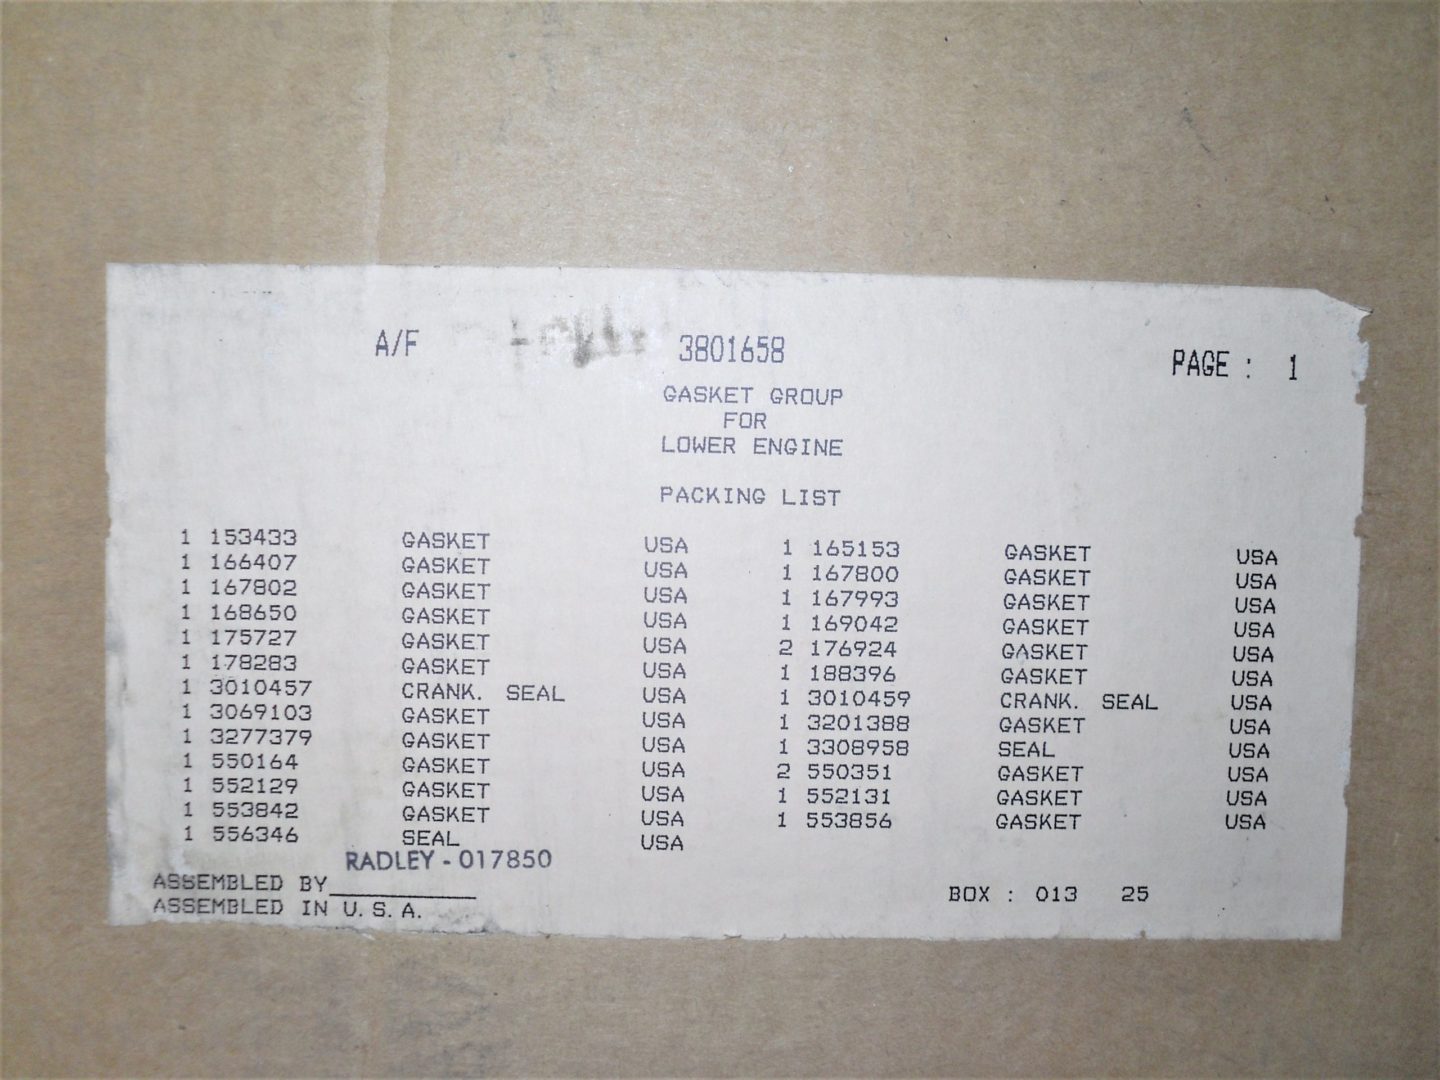 A/F 3801658 PAGE : 1
GASKET GROUP
FOR
LOWER ENGINE
PACKING LIST
1 153433 GASKET USA 1 165153 GASKET USA
1 166407 GASKET USA 1 167800 GASKET USA
1 167802 GASKET USA 1 167993 GASKET USA
1 168650 GASKET USA 1 169042 GASKET USA
1 175727 GASKET USA 2 176924 GASKET USA
1 178283 GASKET USA 1 188396 GASKET USA
1 3010457 CRANK. SEAL USA 1 3010459 CRANK. SEAL USA
1 3069103 GASKET USA 1 3201388 GASKET USA
1 3277379 GASKET USA 1 3308958 SEAL USA
1 550164 GASKET USA 2 550351 GASKET USA
1 552129 GASKET USA 1 552131 GASKET USA
1 553842 GASKET USA 1 553856 GASKET USA
1 556346 SEAL USA
RADLEY - 017850
ASSEMBLED BY BOX : 013 25
ASSEMBLED IN U.S.A.